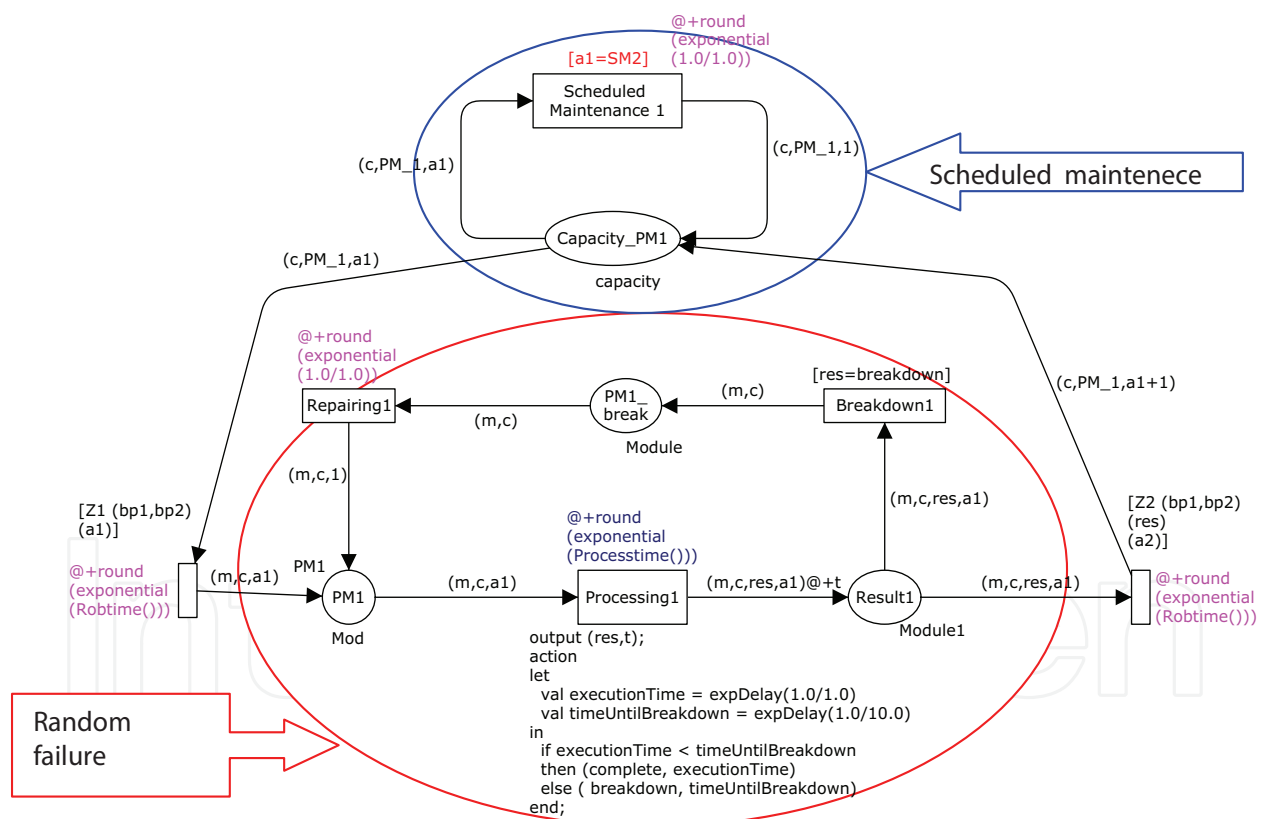 @+round
(exponential
(1.0/1.0))
[a1=SM2]
Scheduled
Maintenance 1
(c,PM_1,a1)
(c,PM_1,1)
Scheduled maintenece
Capacity_PM1
capacity
(c,PM_1,a1)
@+round
(exponential
(1.0/1.0))
Repairing1
(m,c)
PM1_
break
Module
(m,c)
[res=breakdown]
Breakdown1
(c,PM_1,a1+1)
(m,c,1)
(m,c,res,a1)
[Z1 (bp1,bp2)
(a1)]
@+round
(exponential
(Robtime()))
(m,c,a1)
PM1
PM1
Mod
(m,c,a1)
@+round
(exponential
(Processtime()))
Processing1
(m,c,res,a1)@+t
Result1
Module1
(m,c,res,a1)
[Z2 (bp1,bp2)
(res)
(a2)]
@+round
(exponential
(Robtime()))
output (res,t);
action
let
val executionTime = expDelay(1.0/1.0)
val timeUntilBreakdown = expDelay(1.0/10.0)
in
if executionTime < timeUntilBreakdown
then (complete, executionTime)
else ( breakdown, timeUntilBreakdown)
end;
Random
failure